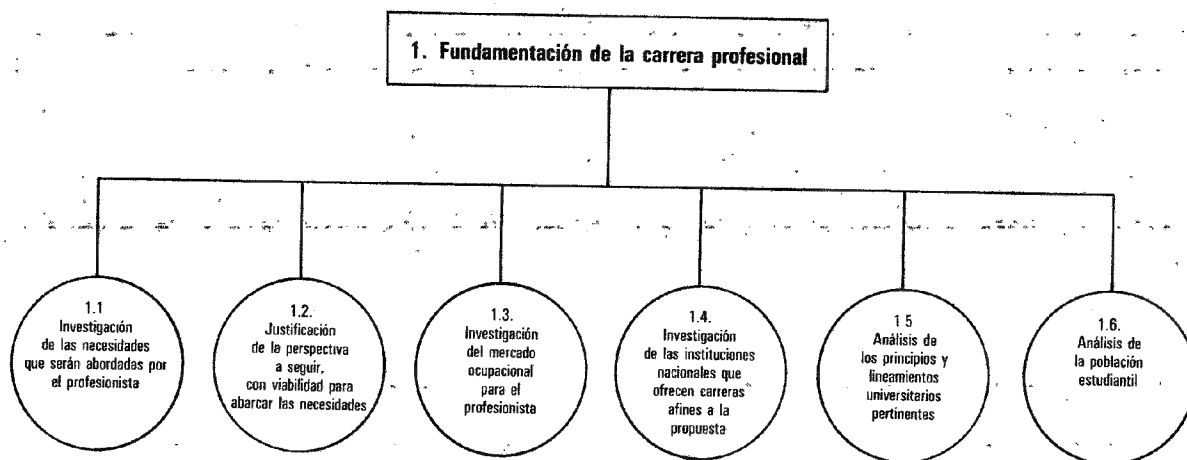 1. Fundamentación de la carrera profesional
1.1
Investigación
de las necesidades
que serán abordadas por
el profesionista
1.2.
Justificación
de la perspectiva
a seguir,
con viabilidad para
abarcar las necesidades
1.3.
Investigación
del mercado
ocupacional
para el
profesionista
1.4.
Investigación
de las instituciones
nacionales que
ofrecen carreras
afines a la
propuesta
1.5
Análisis de
los principios y
lineamientos
universitarios
pertinentes
1.6.
Análisis de
la población
estudiantil